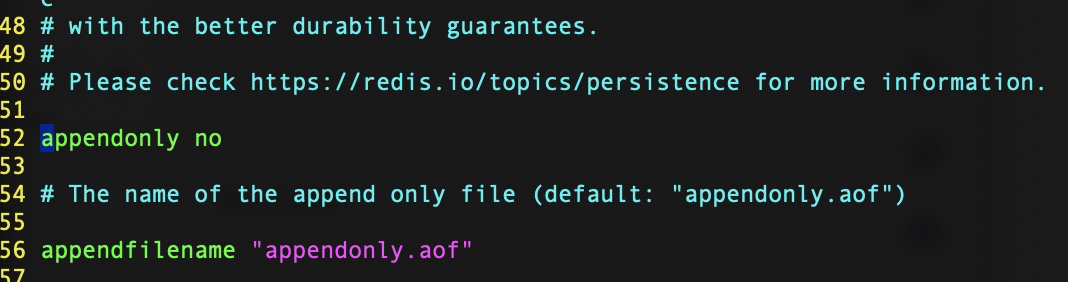 48 # with the better durability guarantees.
49 #
50 # Please check https://redis.io/topics/persistence for more information.
51
52 appendonly no
53
54 # The name of the append only file (default: "appendonly.aof")
55
56 appendfilename "appendonly.aof"
57